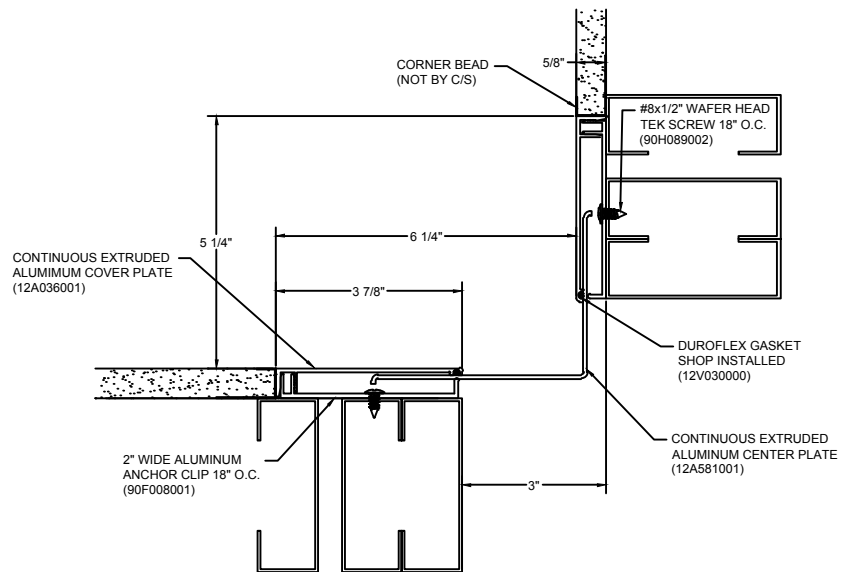 CORNER BEAD
(NOT BY C/S)
5/8"
#8x1/2" WAFER HEAD
TEK SCREW 18" O.C.
(90H089002)
5 1/4"
6 1/4"
CONTINUOUS EXTRUDED
ALUMIMUM COVER PLATE
(12A036001)
3 7/8"
DUROFLEX GASKET
SHOP INSTALLED
(12V030000)
2" WIDE ALUMINUM
ANCHOR CLIP 18" O.C.
(90F008001)
CONTINUOUS EXTRUDED
ALUMINUM CENTER PLATE
(12A581001)
3"